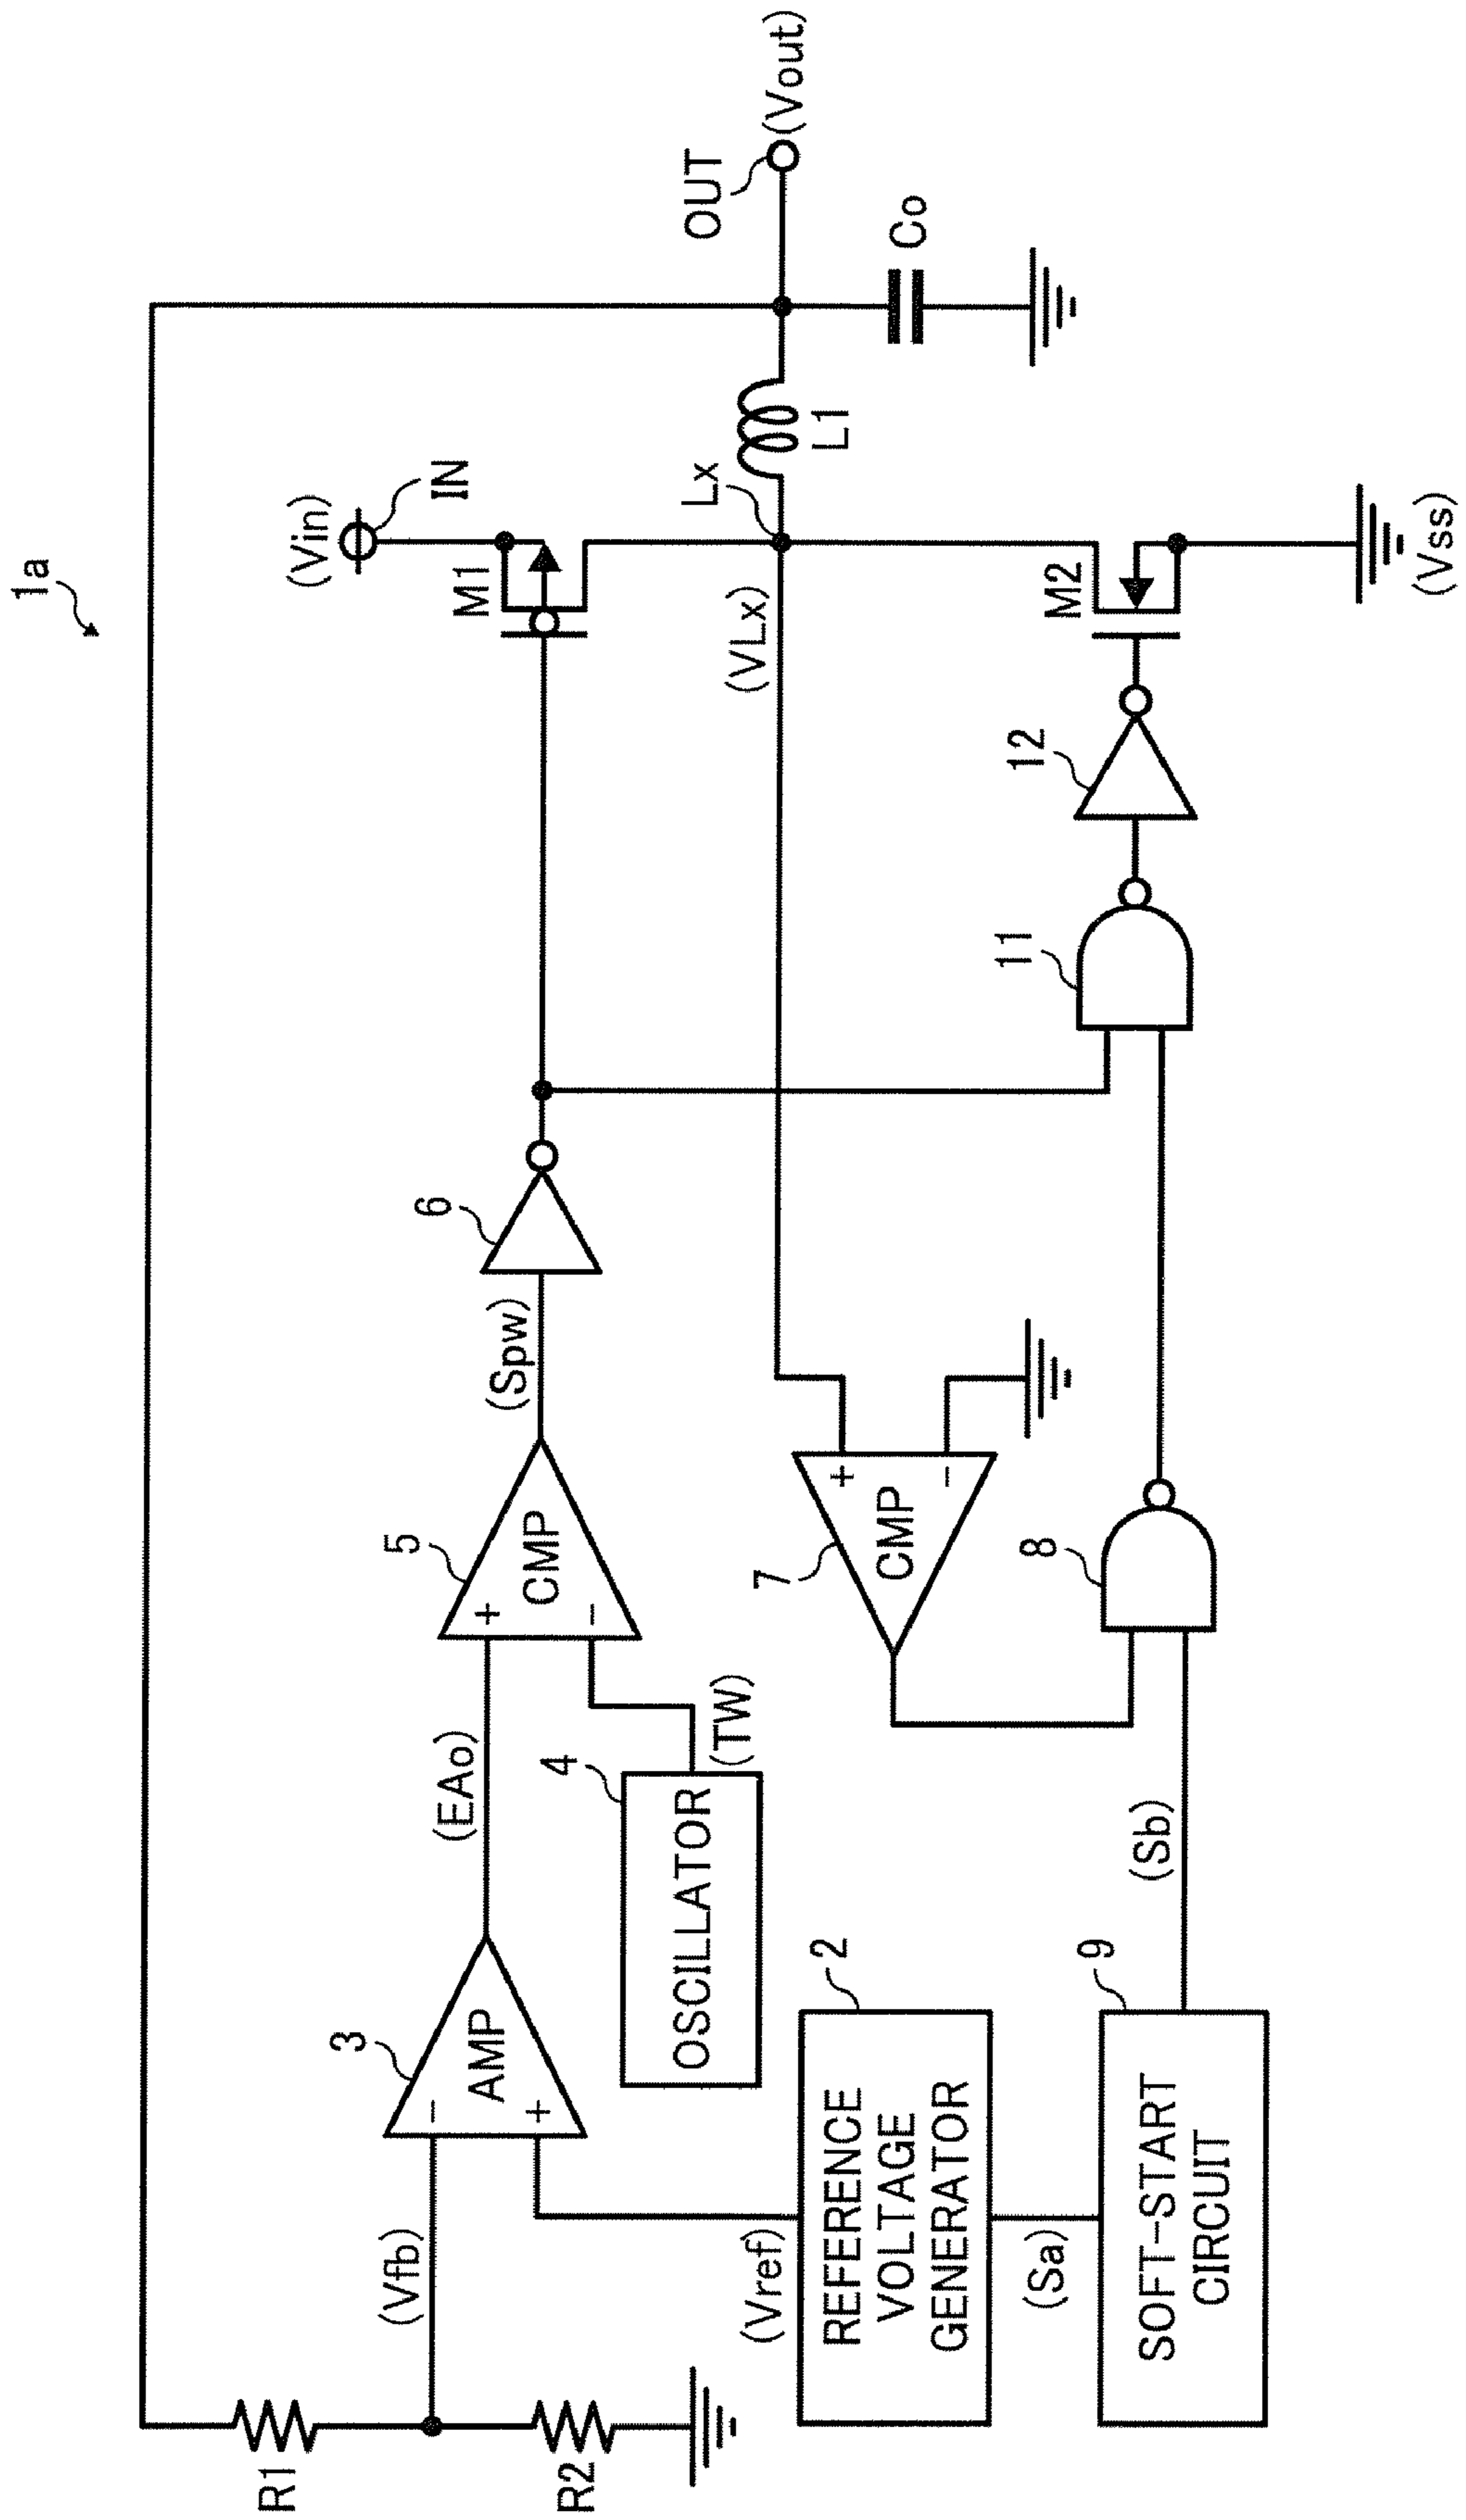 1a
(Vin)
IN
M1
Lx
(VLx)
L1
OUT
(Vout)
Co
M2
(Vss)
12
11
6
(Spw)
5
+
−
CMP
7
+
−
CMP
8
(EAo)
4
OSCILLATOR
(TW)
3
−
+
AMP
(Vfb)
(Vref)
2
REFERENCE
VOLTAGE
GENERATOR
(Sa)
9
SOFT-START
CIRCUIT
(Sb)
R1
R2